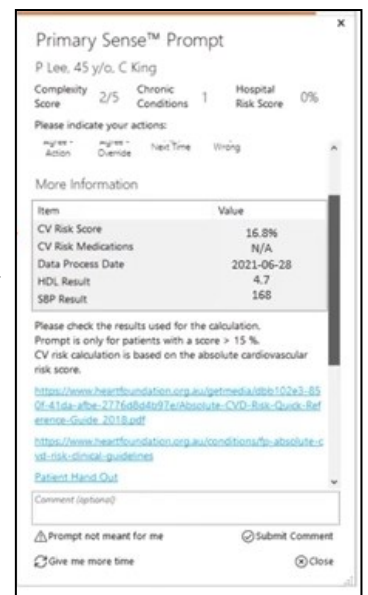 x
Primary Sense™ Prompt
P Lee, 45 y/o, C King
Complexity Score 2/5 Chronic Conditions 1 Hospital Risk Score 0%
Please indicate your actions:
Agree - Action Agree - Override Next Time Wrong
More Information
Item Value
CV Risk Score 16.8%
CV Risk Medications N/A
Data Process Date 2021-06-28
HDL Result 4.7
SBP Result 168
Please check the results used for the calculation.
Prompt is only for patients with a score > 15 %.
CV risk calculation is based on the absolute cardiovascular
risk score.
https://www.heartfoundation.org.au/getmedia/dbb102e3-85
0f-41da-afbe-2776d8d4b97e/Absolute-CVD-Risk-Quick-Ref
erence-Guide_2018.pdf
https://www.heartfoundation.org.au/conditions/fp-absolute-c
vd-risk-clinical-guidelines
Patient Hand Out
Comment (optional)
Prompt not meant for me Submit Comment
Give me more time Close